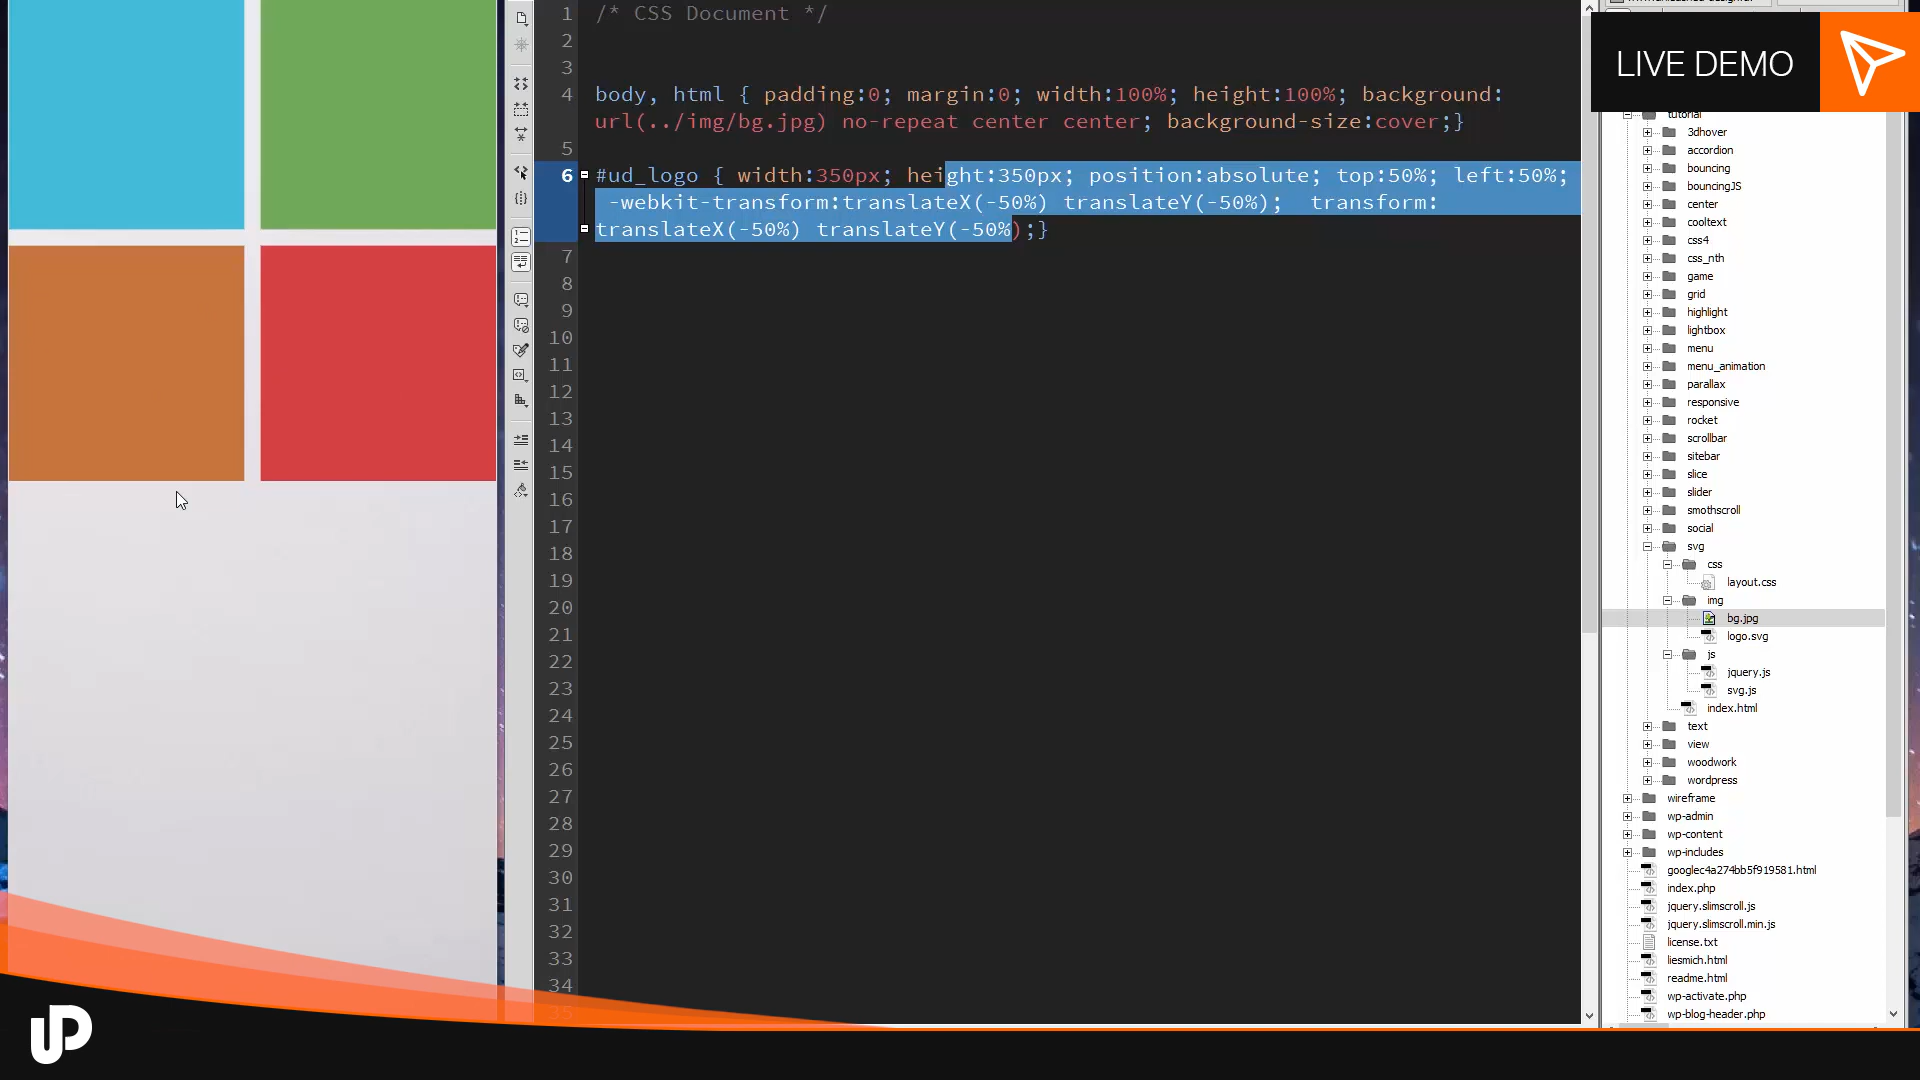 LIVE DEMO
1 /* CSS Document */
2
3
4 body, html { padding:0; margin:0; width:100%; height:100%; background:
url(../img/bg.jpg) no-repeat center center; background-size:cover;}
5
6 #ud_logo { width:350px; height:350px; position:absolute; top:50%; left:50%;
-webkit-transform:translateX(-50%) translateY(-50%);  transform:
translateX(-50%) translateY(-50%);}
7
8
9
10
11
12
13
14
15
16
17
18
19
20
21
22
23
24
25
26
27
28
29
30
31
32
33
34
tutorial
3dhover
accordion
bouncing
bouncingJS
center
cooltext
css4
css_nth
game
grid
highlight
lightbox
menu
menu_animation
parallax
responsive
rocket
scrollbar
sitebar
slice
slider
smothscroll
social
svg
css
layout.css
img
bg.jpg
logo.svg
js
jquery.js
svg.js
index.html
text
view
woodwork
wordpress
wireframe
wp-admin
wp-content
wp-includes
googlec4a274bb5f919581.html
index.php
jquery.slimscroll.js
jquery.slimscroll.min.js
license.txt
liesmich.html
readme.html
wp-activate.php
wp-blog-header.php